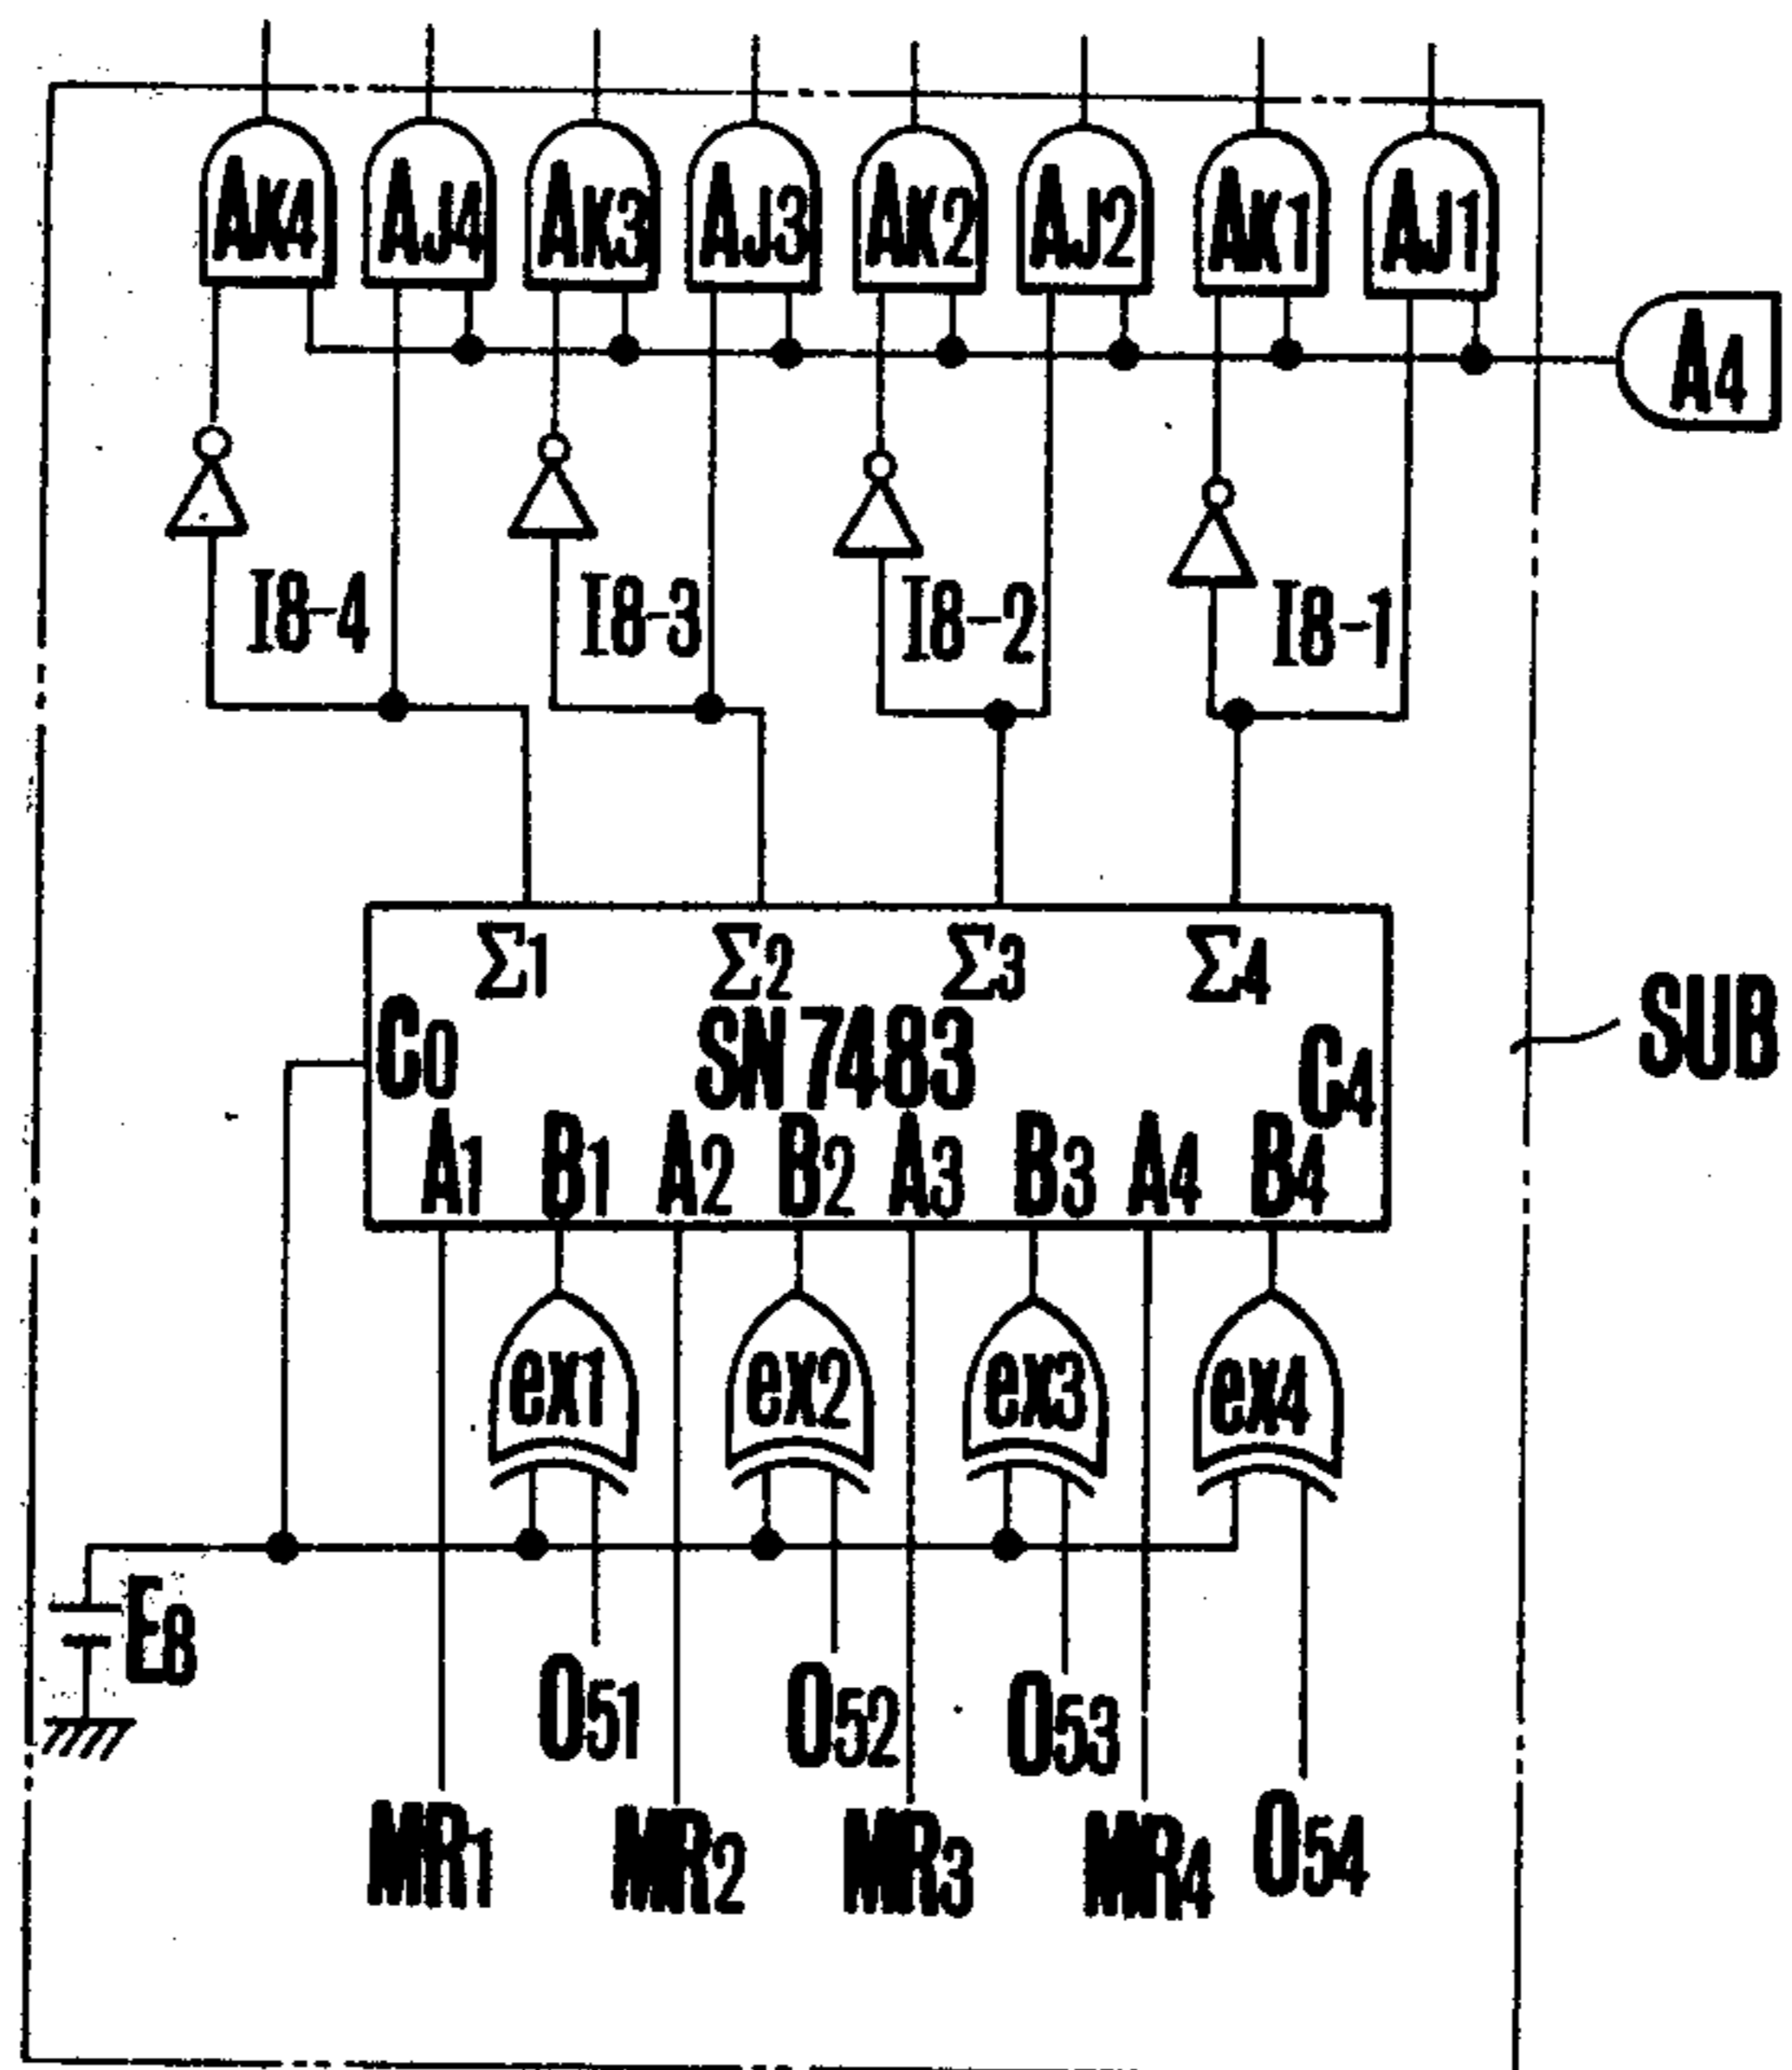 AK4 AJ4 AK3 AJ3 AK2 AJ2 AK1 AJ1
A4
I8-4 I8-3 I8-2 I8-1
Σ1 Σ2 Σ3 Σ4
C0 SN7483 C4
SUB
A1 B1 A2 B2 A3 B3 A4 B4
ex1 ex2 ex3 ex4
E8
O51 O52 O53 O54
MR1 MR2 MR3 MR4